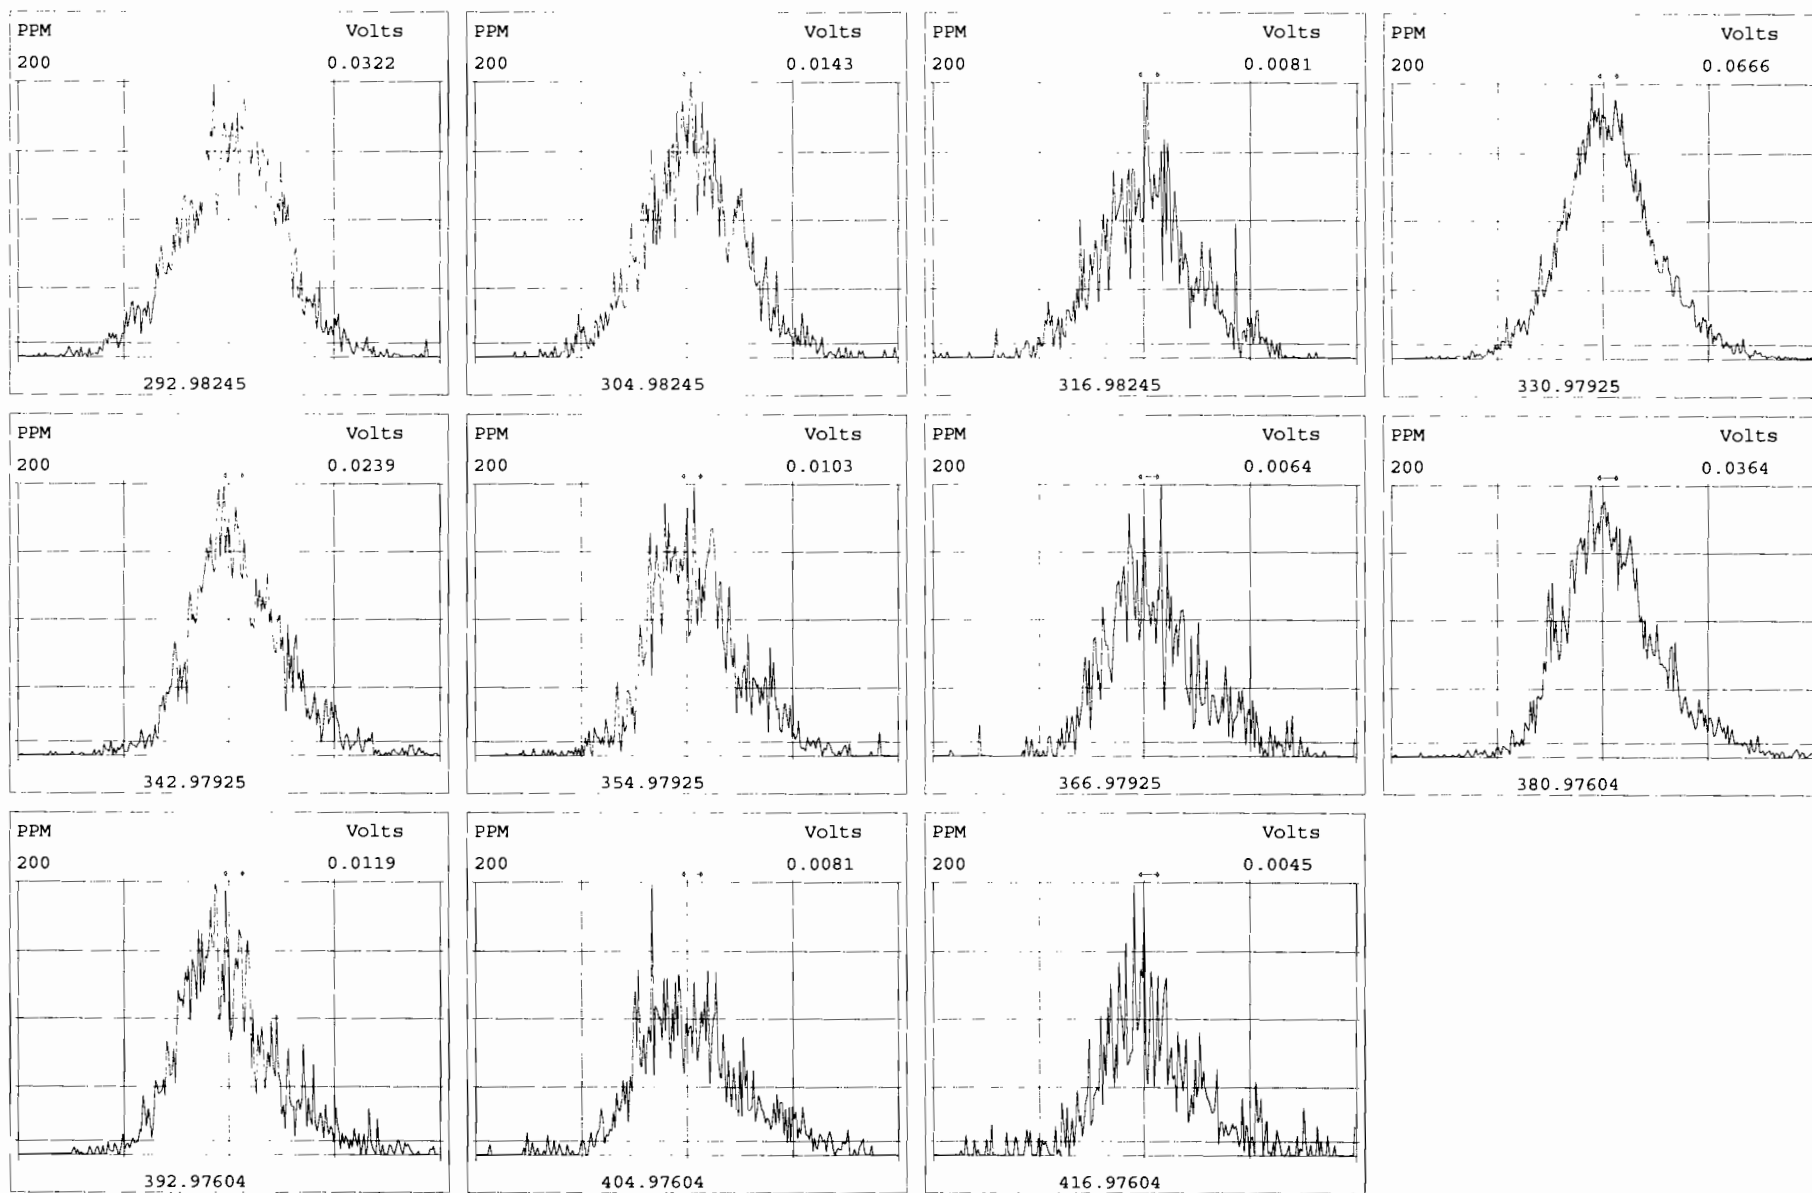 PPM Volts
200 0.0322
292.98245
PPM Volts
200 0.0143
304.98245
PPM Volts
200 0.0081
316.98245
PPM Volts
200 0.0666
330.97925
PPM Volts
200 0.0239
342.97925
PPM Volts
200 0.0103
354.97925
PPM Volts
200 0.0064
366.97925
PPM Volts
200 0.0364
380.97604
PPM Volts
200 0.0119
392.97604
PPM Volts
200 0.0081
404.97604
PPM Volts
200 0.0045
416.97604